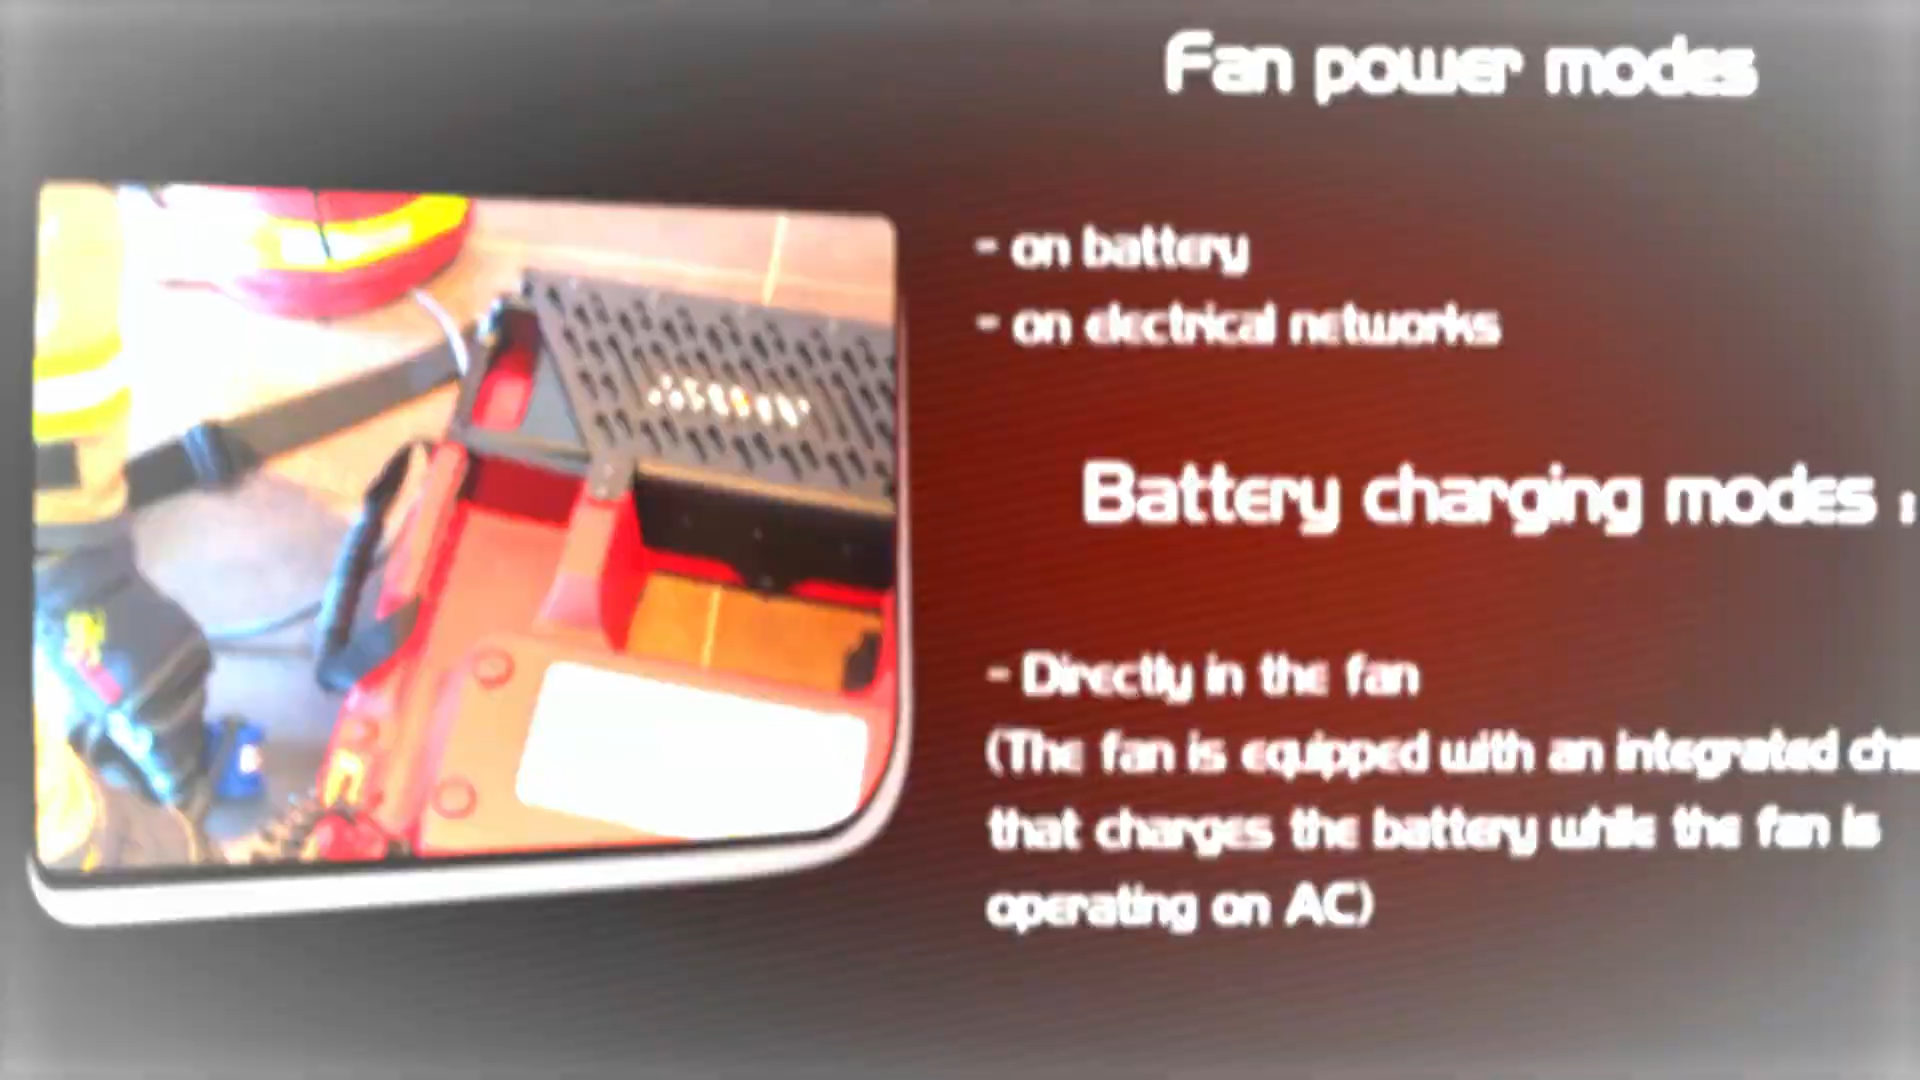 Fan power modes
- on battery
- on electrical networks
Battery charging modes :
- Directly in the fan
(The fan is equipped with an integrated cha
that charges the battery while the fan is
operating on AC)